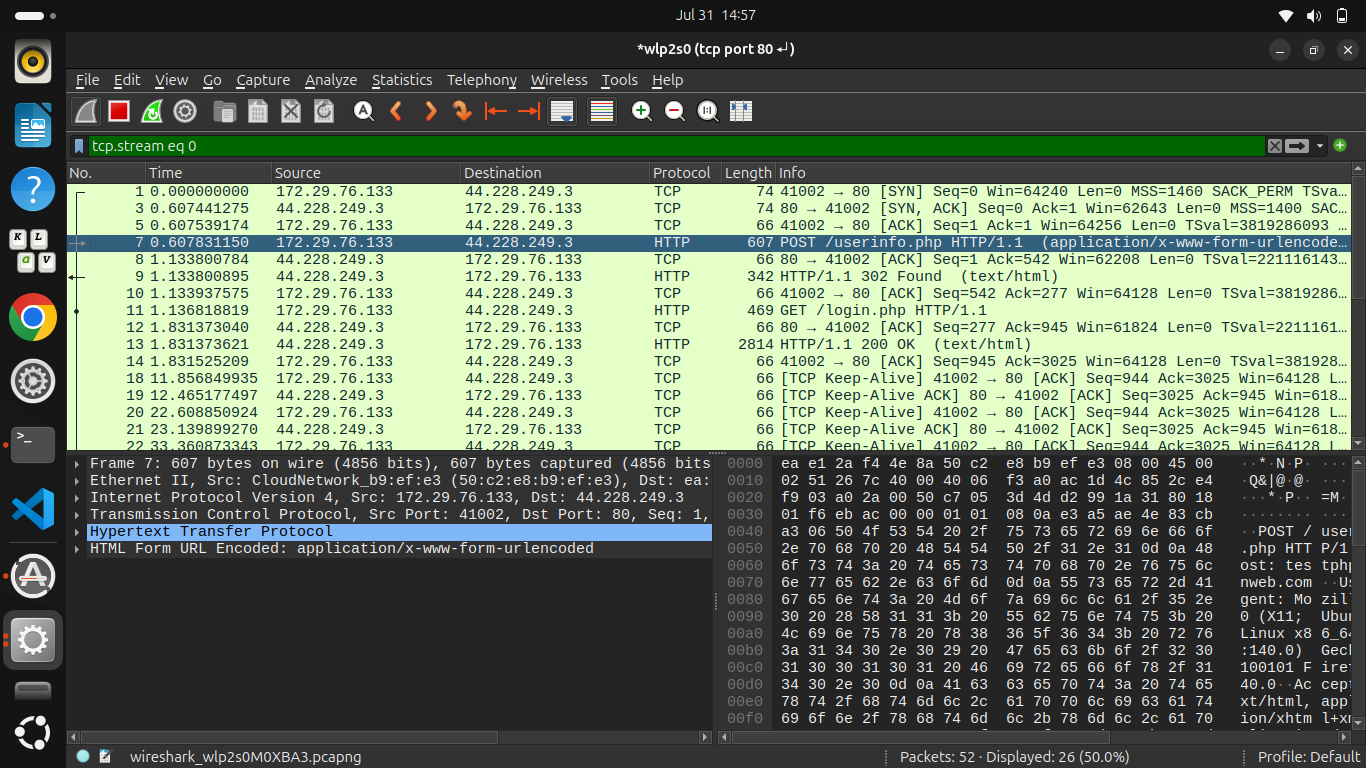 Jul 31 14:57
*wlp2s0 (tcp port 80 ↵)
File Edit View Go Capture Analyze Statistics Telephony Wireless Tools Help
tcp.stream eq 0
No. Time Source Destination Protocol Length Info
1 0.000000000 172.29.76.133 44.228.249.3 TCP 74 41002 → 80 [SYN] Seq=0 Win=64240 Len=0 MSS=1460 SACK_PERM TSva…
3 0.607441275 44.228.249.3 172.29.76.133 TCP 74 80 → 41002 [SYN, ACK] Seq=0 Ack=1 Win=62643 Len=0 MSS=1400 SAC…
5 0.607539174 172.29.76.133 44.228.249.3 TCP 66 41002 → 80 [ACK] Seq=1 Ack=1 Win=64256 Len=0 TSval=3819286093 …
7 0.607831150 172.29.76.133 44.228.249.3 HTTP 607 POST /userinfo.php HTTP/1.1 (application/x-www-form-urlencode…
8 1.133800784 44.228.249.3 172.29.76.133 TCP 66 80 → 41002 [ACK] Seq=1 Ack=542 Win=62208 Len=0 TSval=221116143…
9 1.133800895 44.228.249.3 172.29.76.133 HTTP 342 HTTP/1.1 302 Found (text/html)
10 1.133937575 172.29.76.133 44.228.249.3 TCP 66 41002 → 80 [ACK] Seq=542 Ack=277 Win=64128 Len=0 TSval=3819286…
11 1.136818819 172.29.76.133 44.228.249.3 HTTP 469 GET /login.php HTTP/1.1
12 1.831373040 44.228.249.3 172.29.76.133 TCP 66 80 → 41002 [ACK] Seq=277 Ack=945 Win=61824 Len=0 TSval=2211161…
13 1.831373621 44.228.249.3 172.29.76.133 HTTP 2814 HTTP/1.1 200 OK (text/html)
14 1.831525209 172.29.76.133 44.228.249.3 TCP 66 41002 → 80 [ACK] Seq=945 Ack=3025 Win=64128 Len=0 TSval=381928…
18 11.856849935 172.29.76.133 44.228.249.3 TCP 66 [TCP Keep-Alive] 41002 → 80 [ACK] Seq=944 Ack=3025 Win=64128 L…
19 12.465177497 44.228.249.3 172.29.76.133 TCP 66 [TCP Keep-Alive ACK] 80 → 41002 [ACK] Seq=3025 Ack=945 Win=618…
20 22.608850924 172.29.76.133 44.228.249.3 TCP 66 [TCP Keep-Alive] 41002 → 80 [ACK] Seq=944 Ack=3025 Win=64128 L…
21 23.139899270 44.228.249.3 172.29.76.133 TCP 66 [TCP Keep-Alive ACK] 80 → 41002 [ACK] Seq=3025 Ack=945 Win=618…
22 33.360873343 172.29.76.133 44.228.249.3 TCP 66 [TCP Keep-Alive] 41002 → 80 [ACK] Seq=944 Ack=3025 Win=64128 L…
Frame 7: 607 bytes on wire (4856 bits), 607 bytes captured (4856 bits
Ethernet II, Src: CloudNetwork_b9:ef:e3 (50:c2:e8:b9:ef:e3), Dst: ea:
Internet Protocol Version 4, Src: 172.29.76.133, Dst: 44.228.249.3
Transmission Control Protocol, Src Port: 41002, Dst Port: 80, Seq: 1,
Hypertext Transfer Protocol
HTML Form URL Encoded: application/x-www-form-urlencoded
0000 ea e1 2a f4 4e 8a 50 c2 e8 b9 ef e3 08 00 45 00 ··*·N·P· ····
0010 02 51 26 7c 40 00 40 06 f3 a0 ac 1d 4c 85 2c e4 ·Q&|@·@· ····
0020 f9 03 a0 2a 00 50 c7 05 3d 4d d2 99 1a 31 80 18 ···*·P·· =M··
0030 01 f6 eb ac 00 00 01 01 08 0a e3 a5 ae 4e 83 cb ········ ····
0040 a3 06 50 4f 53 54 20 2f 75 73 65 72 69 6e 66 6f ··POST / user
0050 2e 70 68 70 20 48 54 54 50 2f 31 2e 31 0d 0a 48 .php HTT P/1.
0060 6f 73 74 3a 20 74 65 73 74 70 68 70 2e 76 75 6c ost: tes tphp
0070 6e 77 65 62 2e 63 6f 6d 0d 0a 55 73 65 72 2d 41 nweb.com ··Us
0080 67 65 6e 74 3a 20 4d 6f 7a 69 6c 6c 61 2f 35 2e gent: Mo zill
0090 30 20 28 58 31 31 3b 20 55 62 75 6e 74 75 3b 20 0 (X11; Ubun
00a0 4c 69 6e 75 78 20 78 38 36 5f 36 34 3b 20 72 76 Linux x8 6_64
00b0 3a 31 34 30 2e 30 29 20 47 65 63 6b 6f 2f 32 30 :140.0) Geck
00c0 31 30 30 31 30 31 20 46 69 72 65 66 6f 78 2f 31 100101 F iref
00d0 34 30 2e 30 0d 0a 41 63 63 65 70 74 3a 20 74 65 40.0··Ac cept
00e0 78 74 2f 68 74 6d 6c 2c 61 70 70 6c 69 63 61 74 xt/html, appl
00f0 69 6f 6e 2f 78 68 74 6d 6c 2b 78 6d 6c 2c 61 70 ion/xhtm l+xm
wireshark_wlp2s0M0XBA3.pcapng Packets: 52 · Displayed: 26 (50.0%) Profile: Default